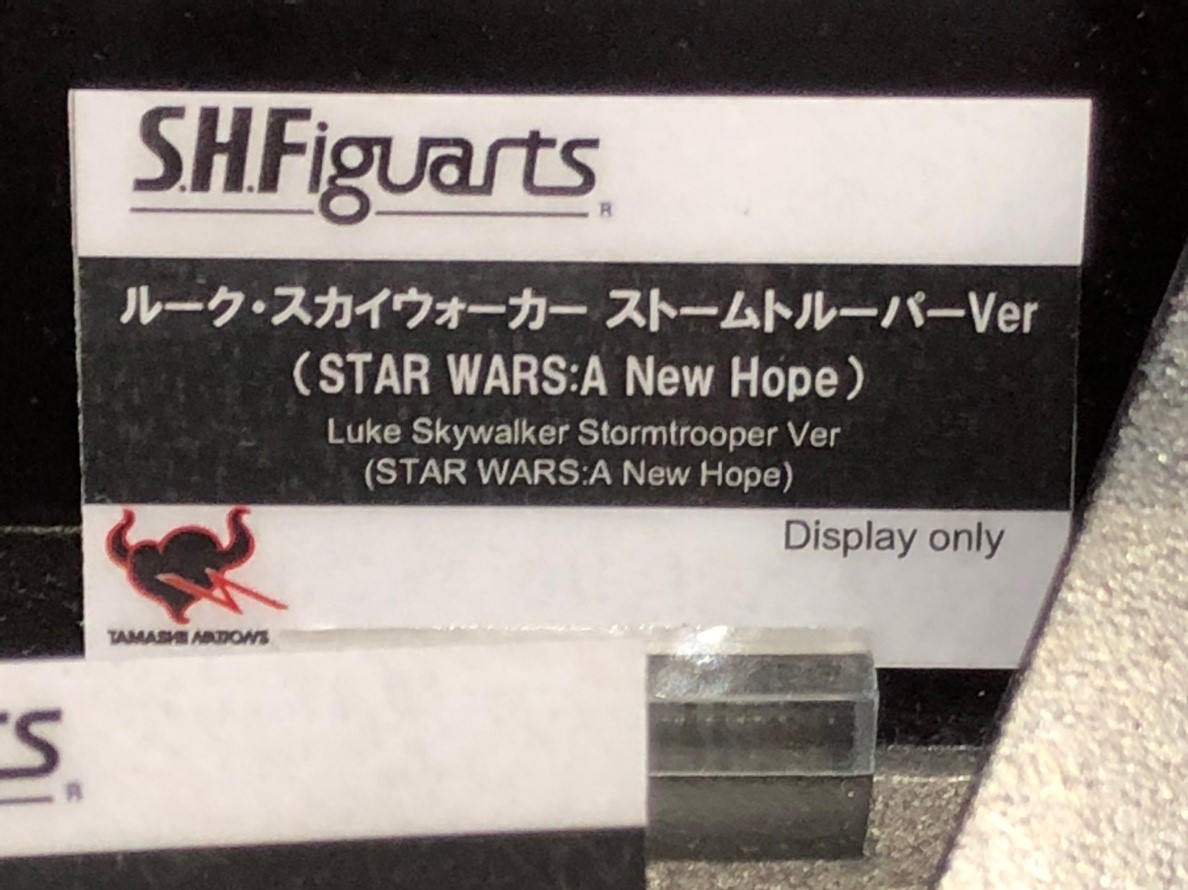 S.H.Figuarts
®
ルーク・スカイウォーカー ストームトルーパーVer
（STAR WARS:A New Hope）
Luke Skywalker Stormtrooper Ver
(STAR WARS:A New Hope)
Display only
TAMASHII NATIONS
ts
®